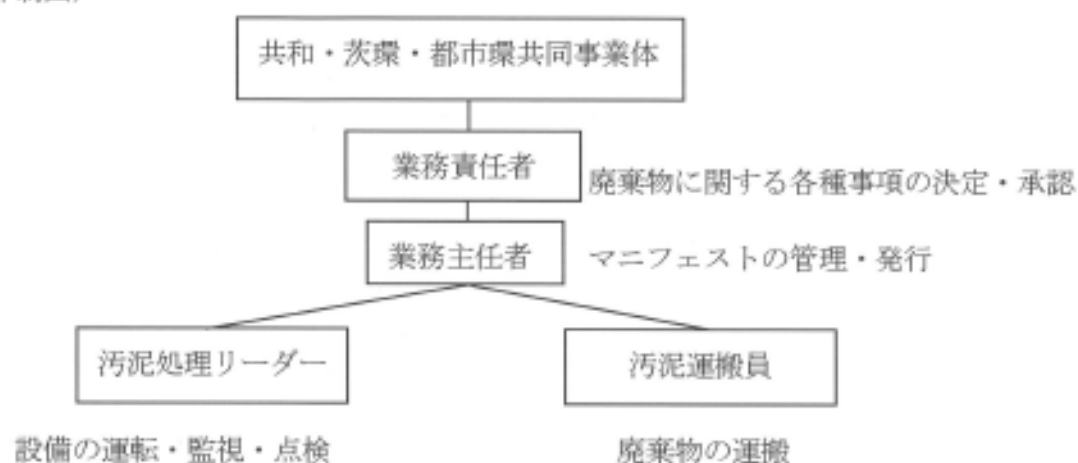 共和・茨環・都市環共同事業体
業務責任者
廃棄物に関する各種事項の決定・承認
業務主任者
マニフェストの管理・発行
汚泥処理リーダー
汚泥運搬員
設備の運転・監視・点検
廃棄物の運搬